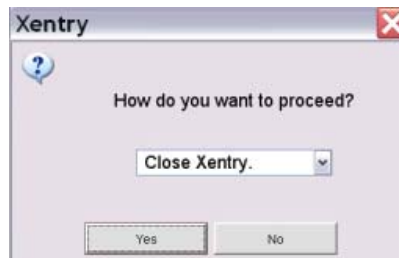 Xentry
How do you want to proceed?
Close Xentry.
Yes No